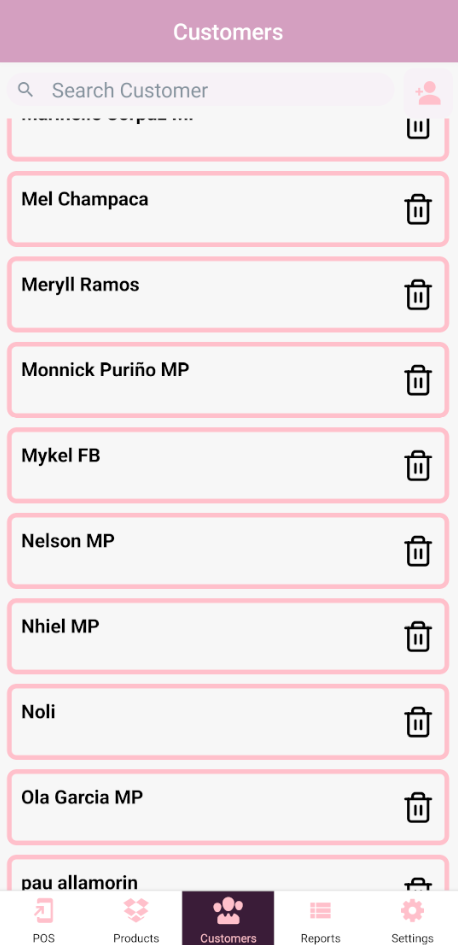 Customers
Search Customer
Mel Champaca
Meryll Ramos
Monnick Puriño MP
Mykel FB
Nelson MP
Nhiel MP
Noli
Ola Garcia MP
pau allamorin
POS
Products
Customers
Reports
Settings